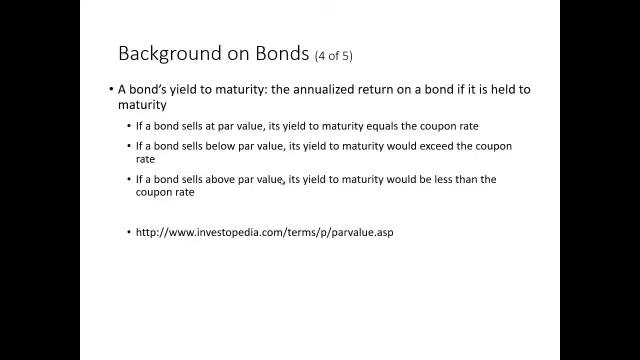 Background on Bonds (4 of 5)
• A bond's yield to maturity: the annualized return on a bond if it is held to
maturity
• If a bond sells at par value, its yield to maturity equals the coupon rate
• If a bond sells below par value, its yield to maturity would exceed the coupon
rate
• If a bond sells above par value, its yield to maturity would be less than the
coupon rate
• http://www.investopedia.com/terms/p/parvalue.asp